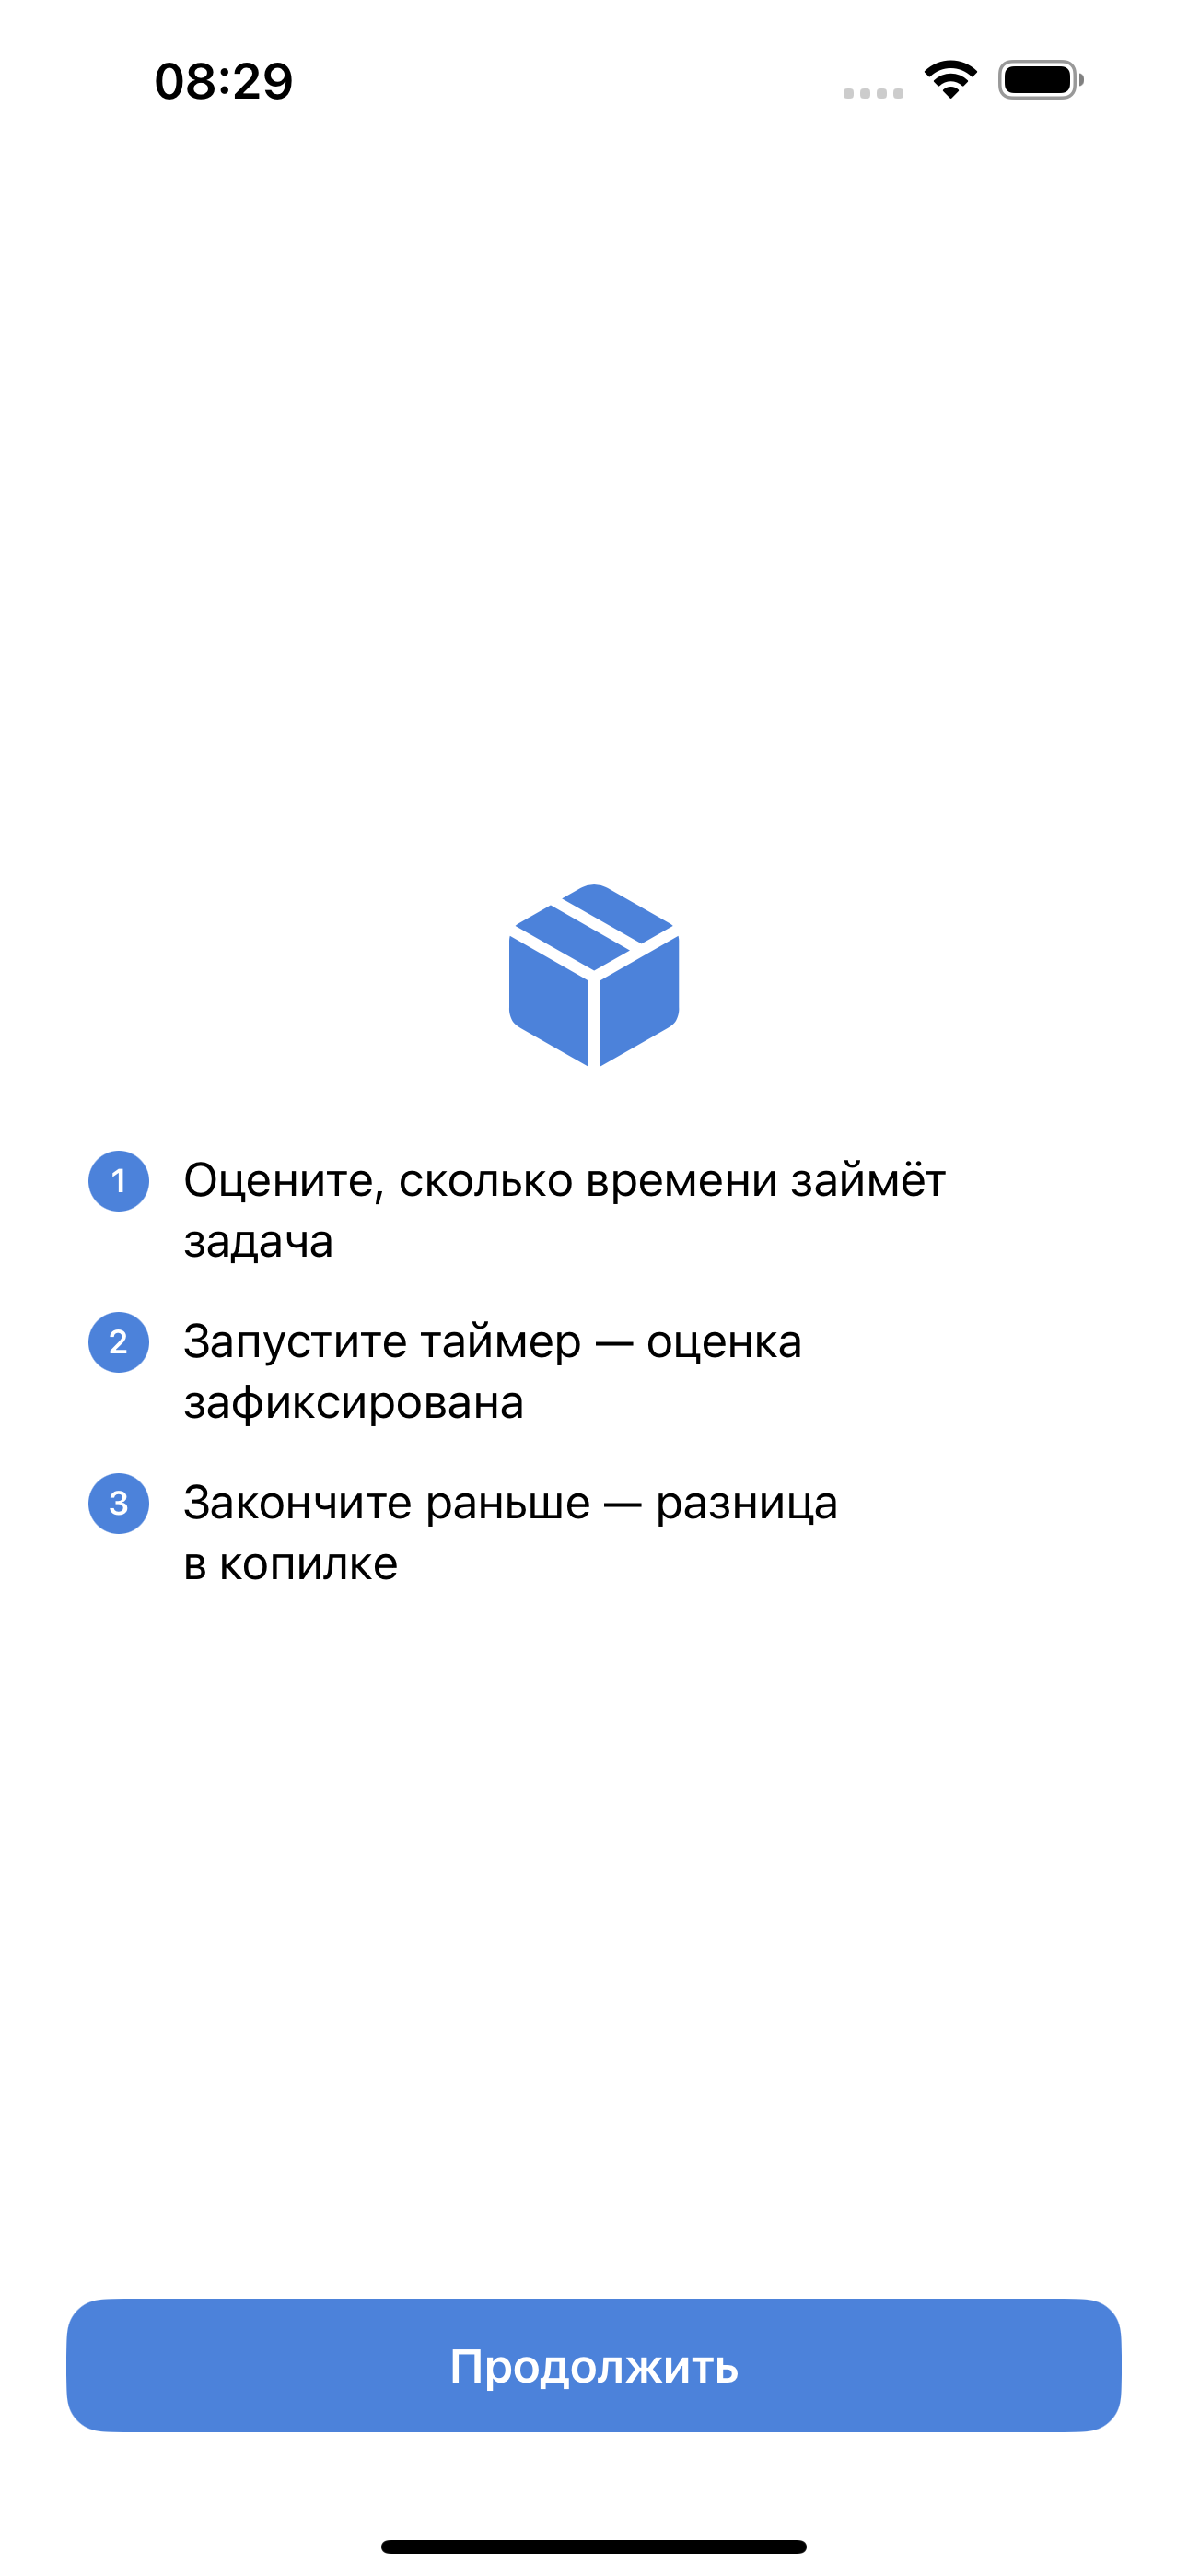 08:29
1 Оцените, сколько времени займёт
задача
2 Запустите таймер — оценка
зафиксирована
3 Закончите раньше — разница
в копилке
Продолжить